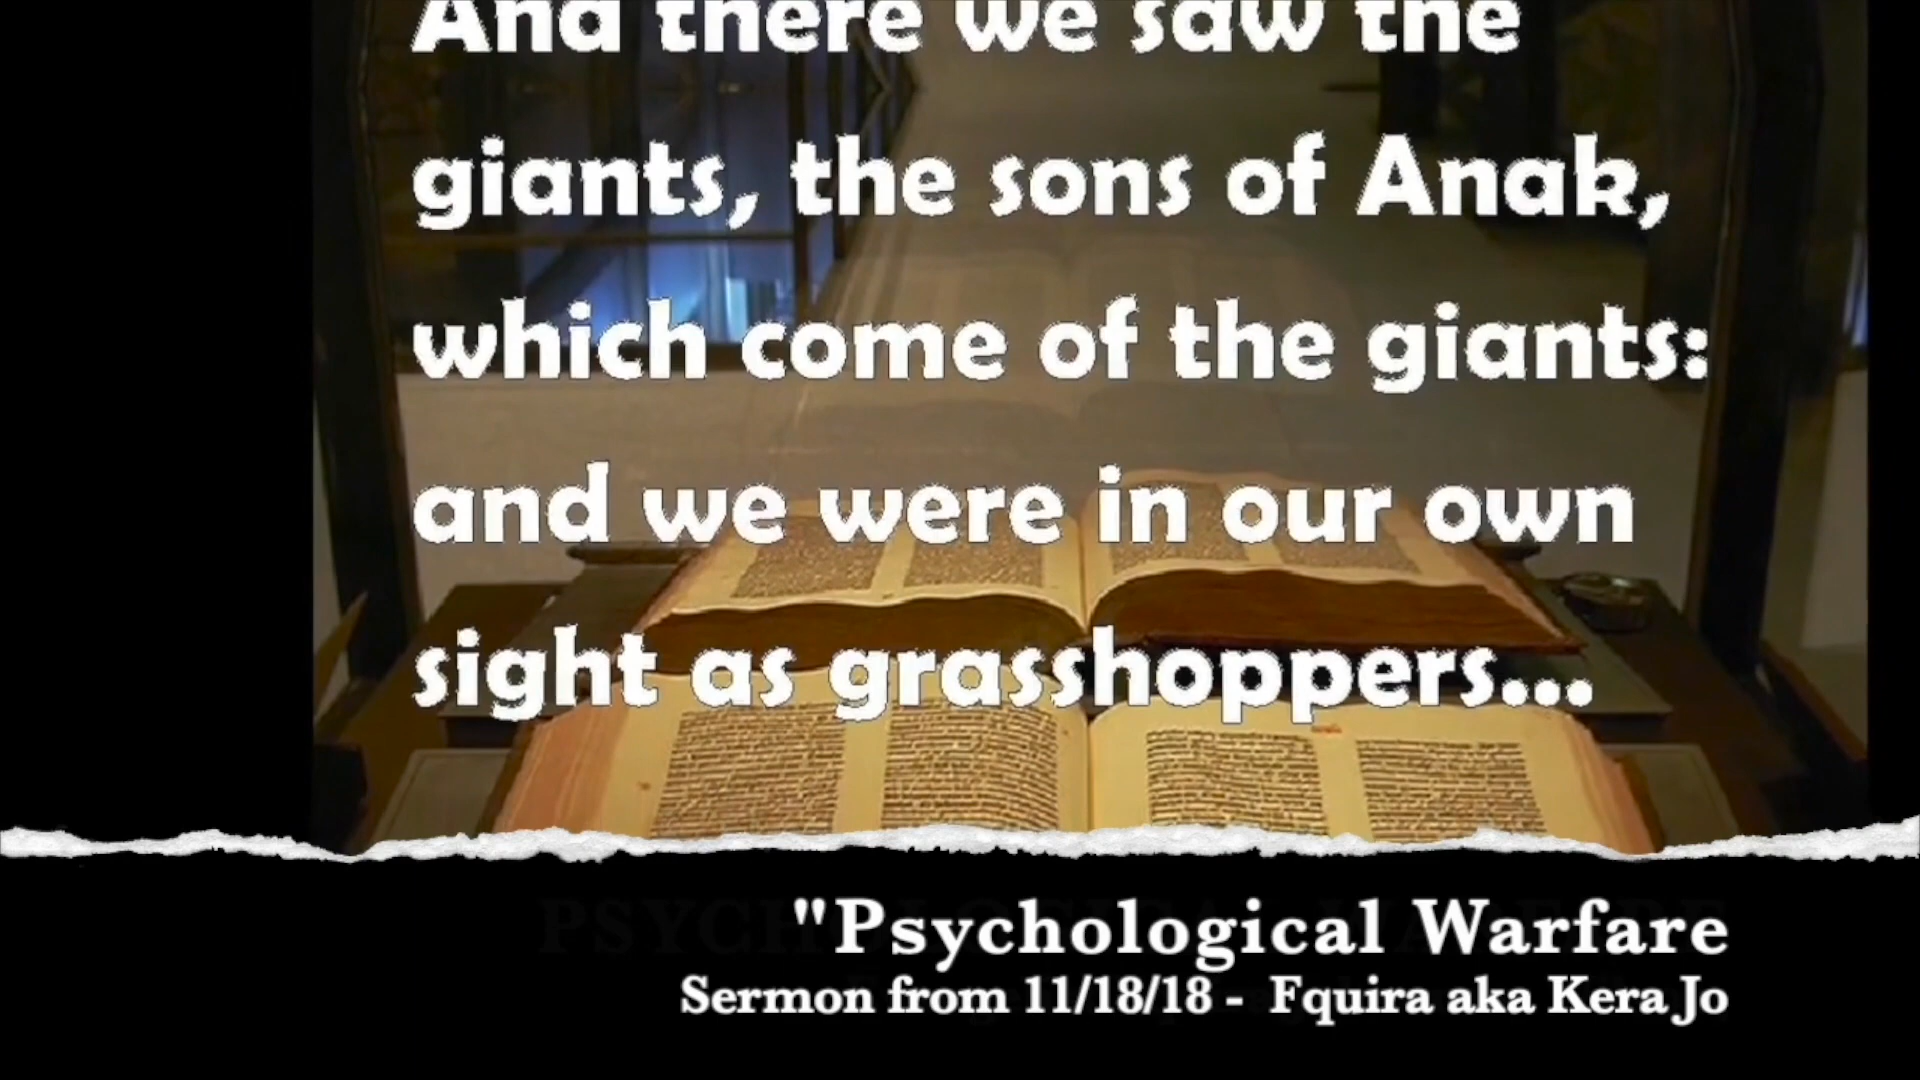 And there we saw the
giants, the sons of Anak,
which come of the giants:
and we were in our own
sight as grasshoppers...
"Psychological Warfare
Sermon from 11/18/18 - Fquira aka Kera Jo